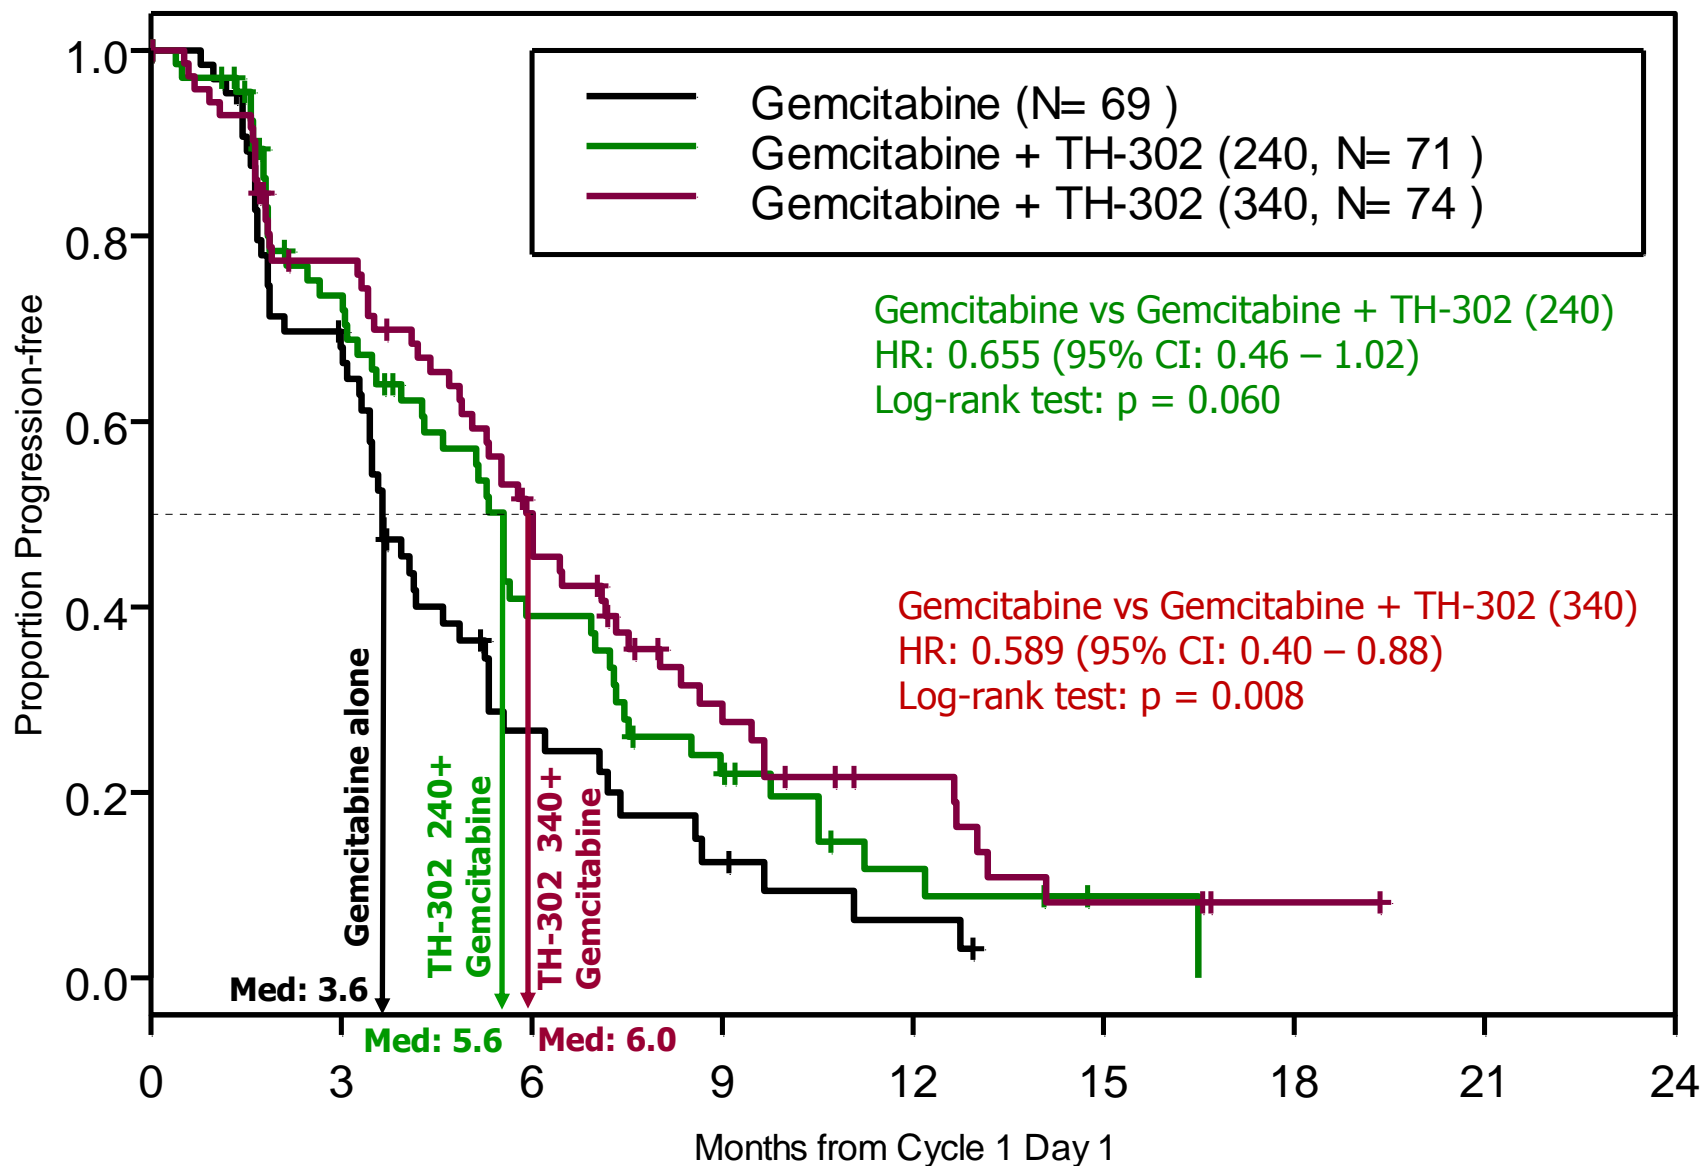 1.0
0.8
0.6
0.4
0.2
0.0
Proportion Progression-free
Gemcitabine (N= 69 )
Gemcitabine + TH-302 (240, N= 71 )
Gemcitabine + TH-302 (340, N= 74 )
Gemcitabine vs Gemcitabine + TH-302 (240)
HR: 0.655 (95% CI: 0.46 – 1.02)
Log-rank test: p = 0.060
Gemcitabine vs Gemcitabine + TH-302 (340)
HR: 0.589 (95% CI: 0.40 – 0.88)
Log-rank test: p = 0.008
Gemcitabine alone
TH-302 240+
Gemcitabine
TH-302 340+
Gemcitabine
Med: 3.6
Med: 5.6
Med: 6.0
0 3 6 9 12 15 18 21 24
Months from Cycle 1 Day 1